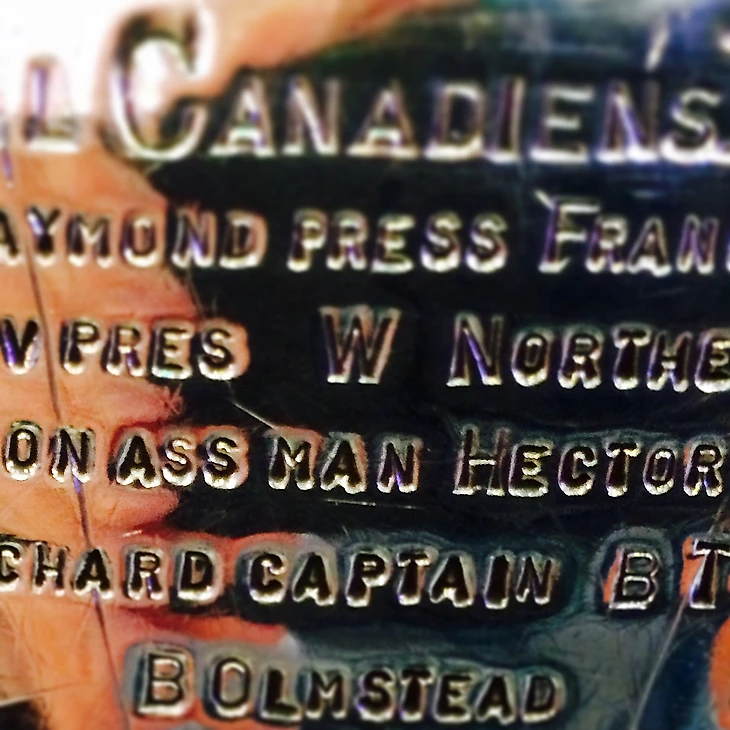 L CANADIENS
AYMOND PRESS FRAN
V PRES W NORTHE
ON ASS MAN HECTOR
CHARD CAPTAIN B T
B OLMSTEAD